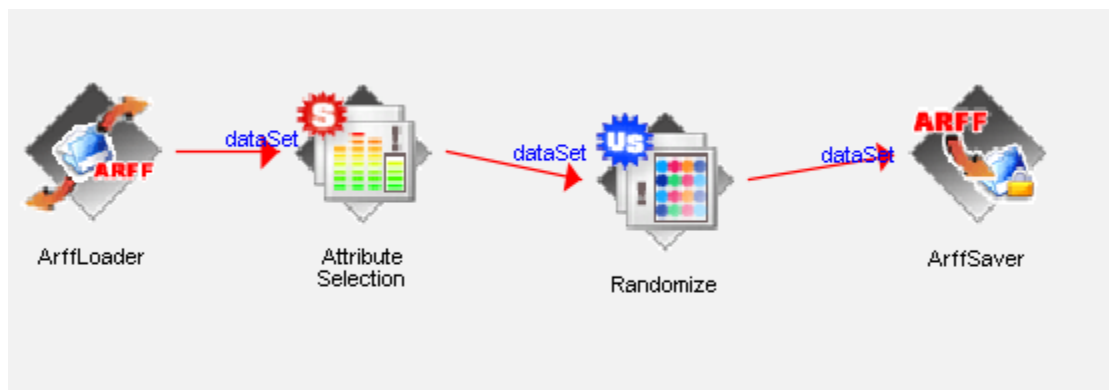 dataSet
dataSet
dataSet
S
US
ARFF
ARFF
ArffLoader
Attribute
Selection
Randomize
ArffSaver